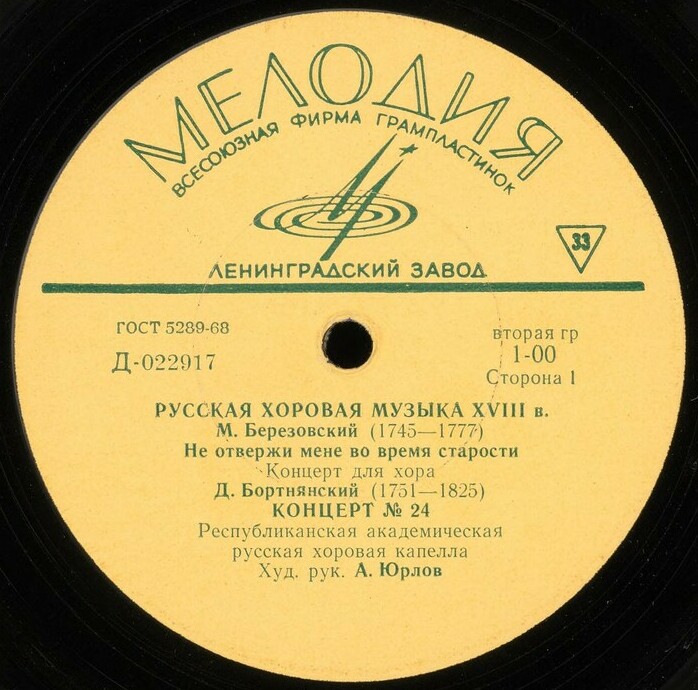 МЕЛОДИЯ
ВСЕСОЮЗНАЯ ФИРМА ГРАМПЛАСТИНОК
ЛЕНИНГРАДСКИЙ ЗАВОД
33
ГОСТ 5289-68
Д-022917
вторая гр
1-00
Сторона 1
РУССКАЯ ХОРОВАЯ МУЗЫКА XVIII в.
М. Березовский (1745—1777)
Не отвержи мене во время старости
Концерт для хора
Д. Бортнянский (1751—1825)
КОНЦЕРТ № 24
Республиканская академическая
русская хоровая капелла
Худ. рук. А. Юрлов